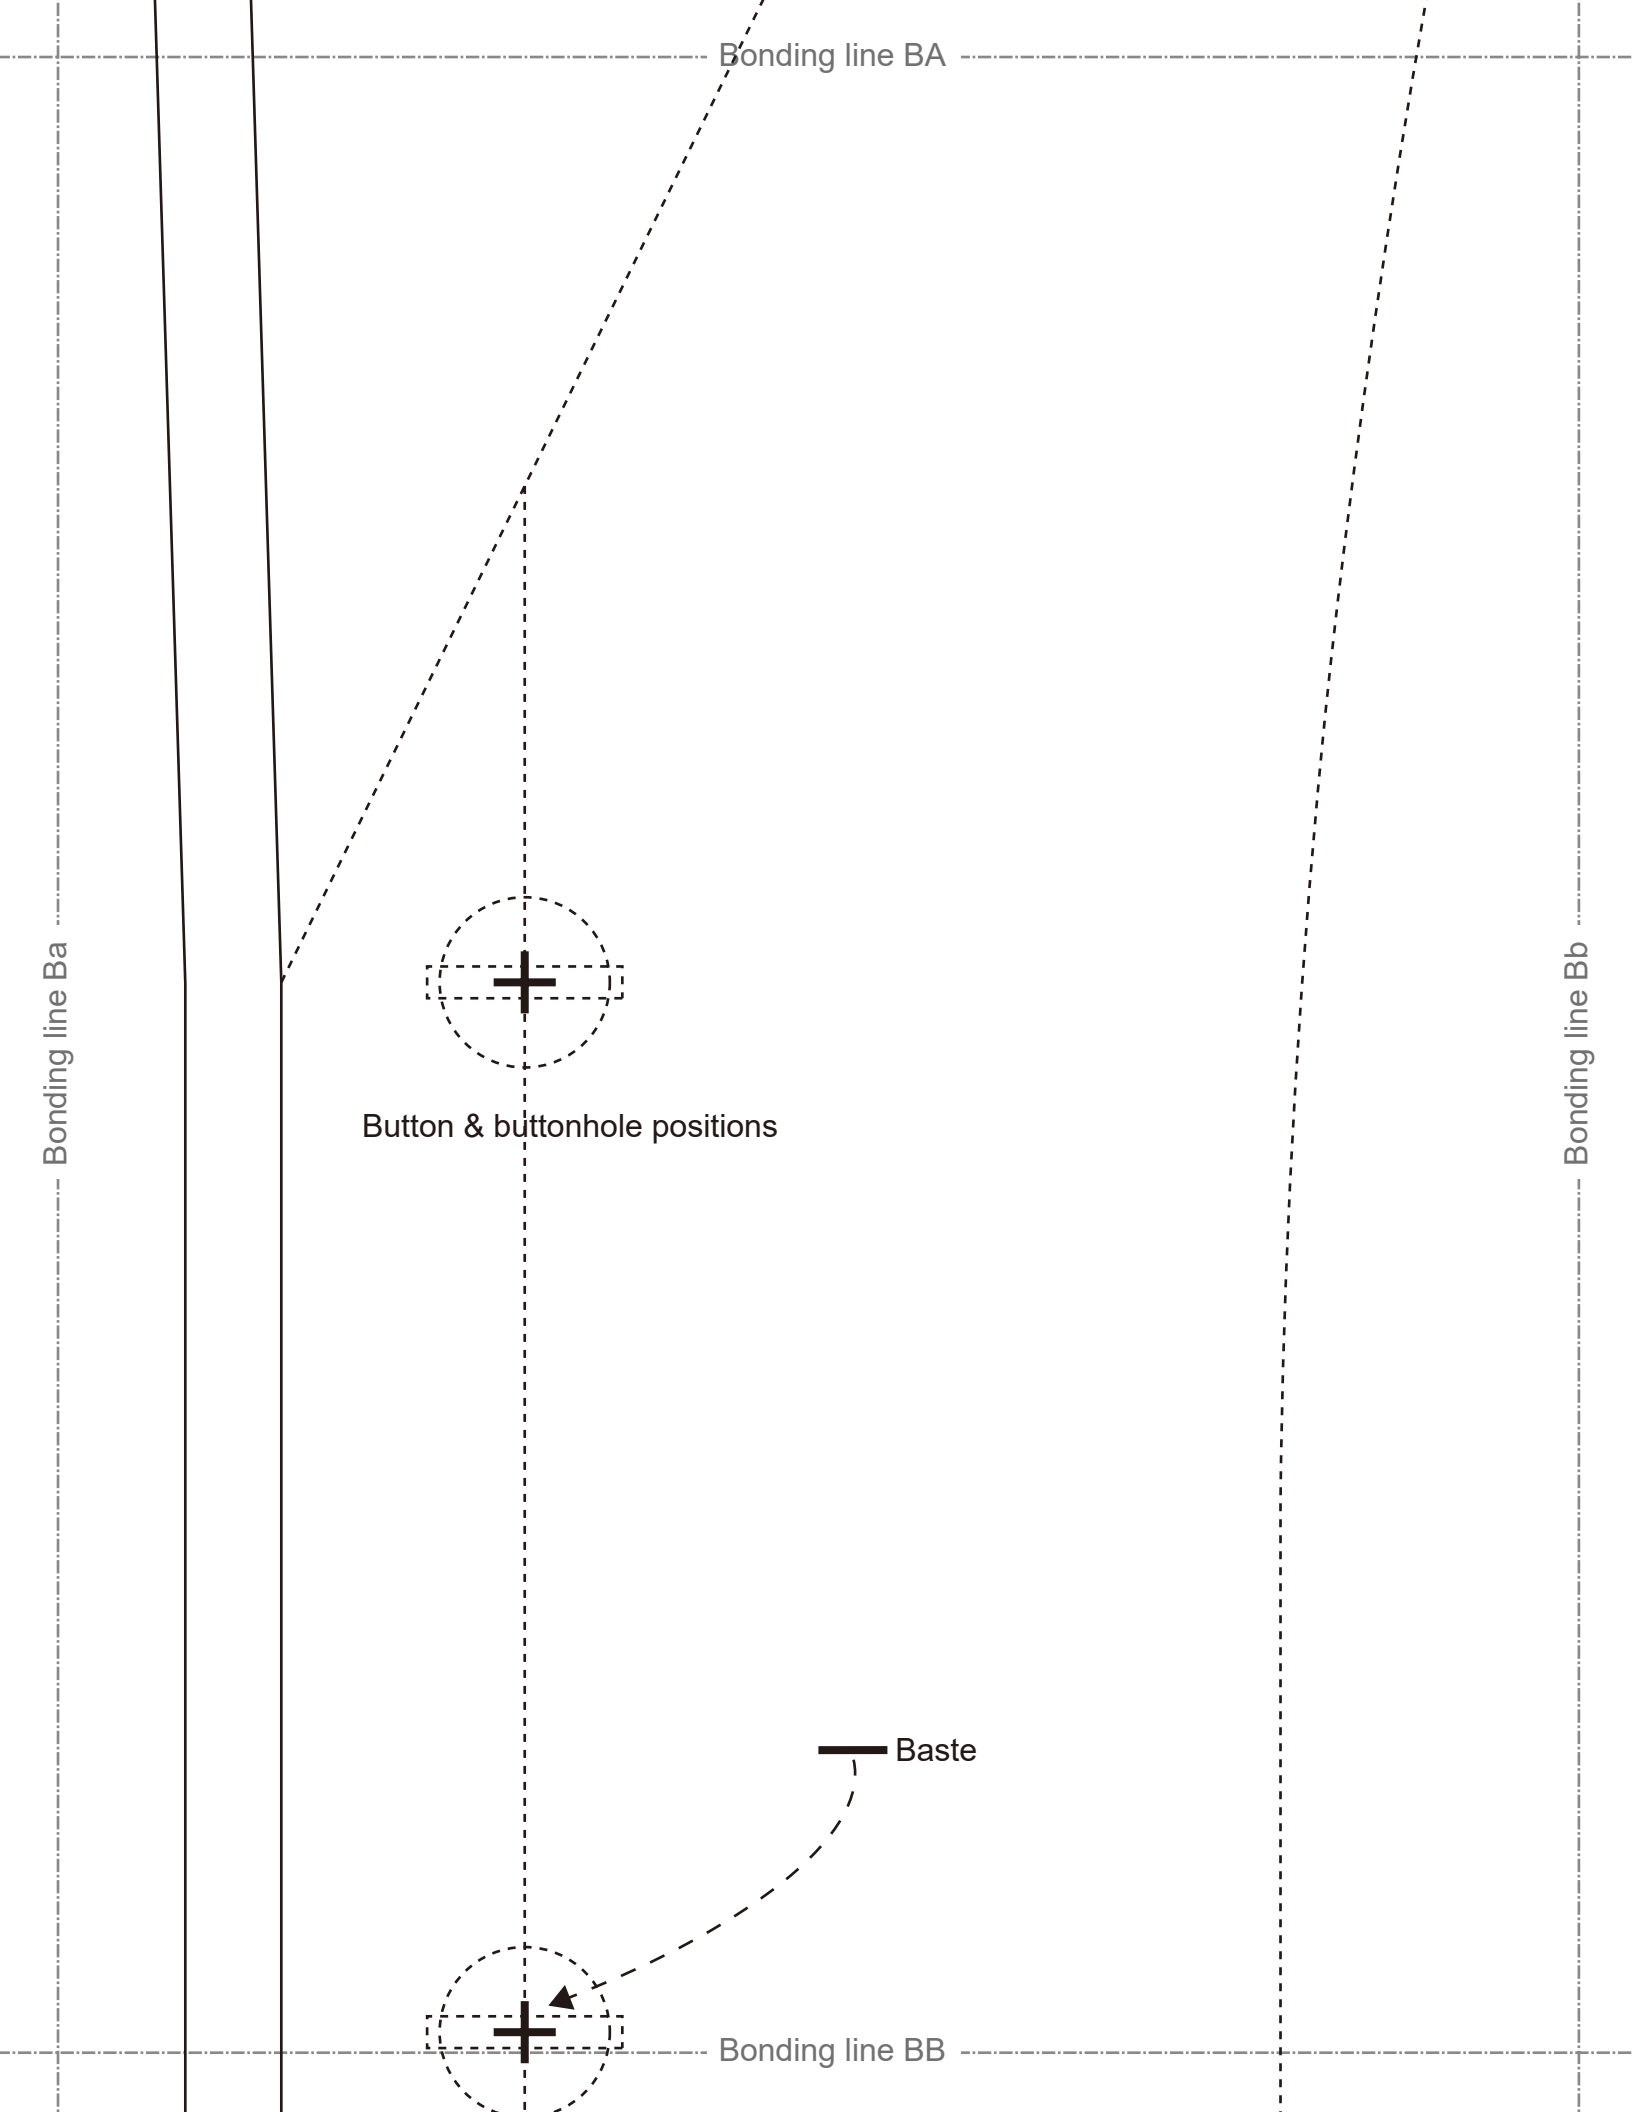 Bonding line BA
Bonding line Ba
Bonding line Bb
Button & buttonhole positions
Baste
Bonding line BB